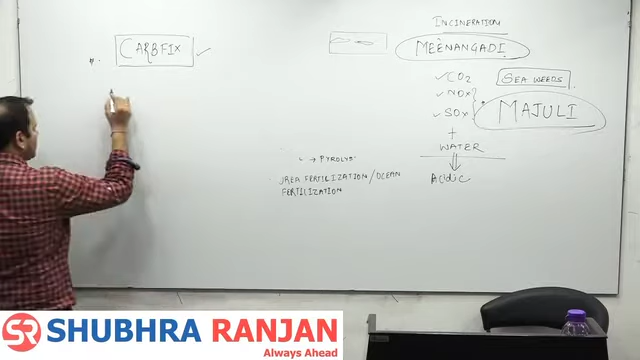 CARBFIX
INCINERATION
MEENANGADI
CO2
SEA WEEDS
NOx
MAJULI
SOx
+
WATER
Acidic
→ PYROLYS
UREA FERTILIZATION / OCEAN
FERTILIZATION
SR SHUBHRA RANJAN
Always Ahead